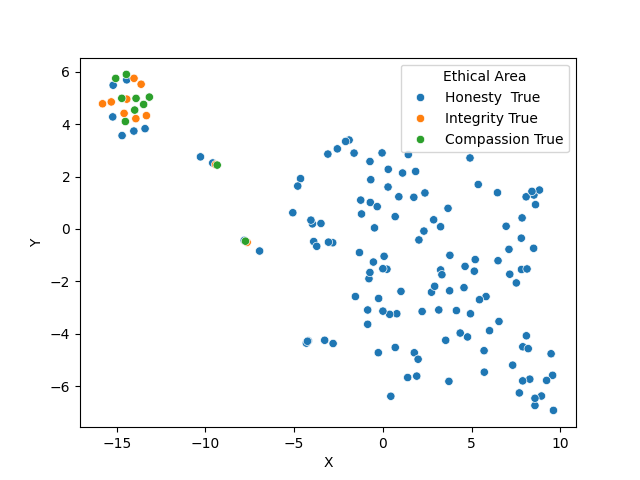 6
4
2
0
−2
−4
−6
Y
Ethical Area
Honesty  True
Integrity True
Compassion True
−15 −10 −5 0 5 10
X